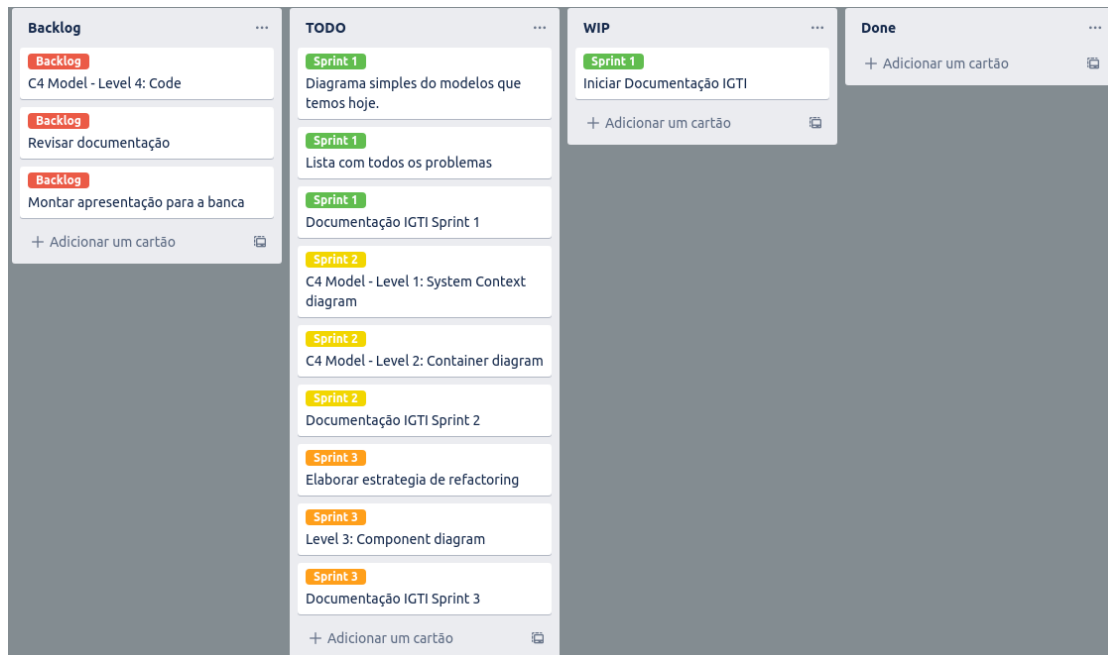 Backlog
Backlog
C4 Model - Level 4: Code
Backlog
Revisar documentação
Backlog
Montar apresentação para a banca
+ Adicionar um cartão
TODO
Sprint 1
Diagrama simples do modelos que
temos hoje.
Sprint 1
Lista com todos os problemas
Sprint 1
Documentação IGTI Sprint 1
Sprint 2
C4 Model - Level 1: System Context
diagram
Sprint 2
C4 Model - Level 2: Container diagram
Sprint 2
Documentação IGTI Sprint 2
Sprint 3
Elaborar estrategia de refactoring
Sprint 3
Level 3: Component diagram
Sprint 3
Documentação IGTI Sprint 3
+ Adicionar um cartão
WIP
Sprint 1
Iniciar Documentação IGTI
+ Adicionar um cartão
Done
+ Adicionar um cartão